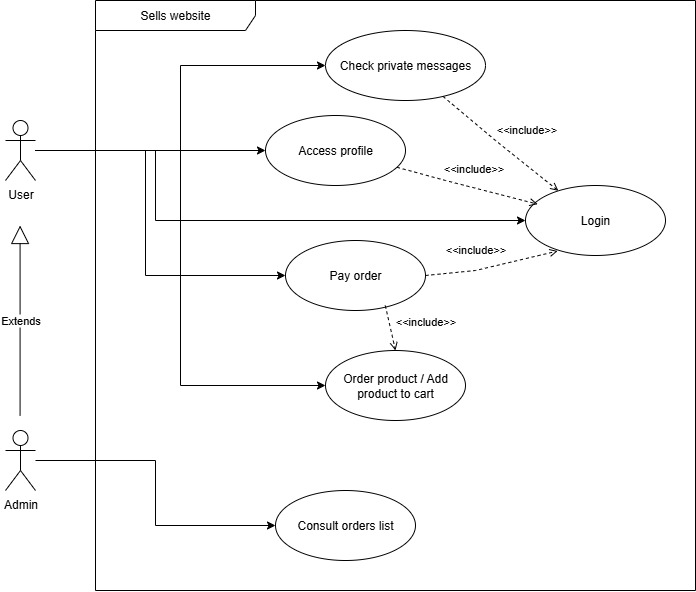 Sells website
Check private messages
<<include>>
Access profile
<<include>>
User
Login
<<include>>
Pay order
Extends
<<include>>
Order product / Add
product to cart
Admin
Consult orders list